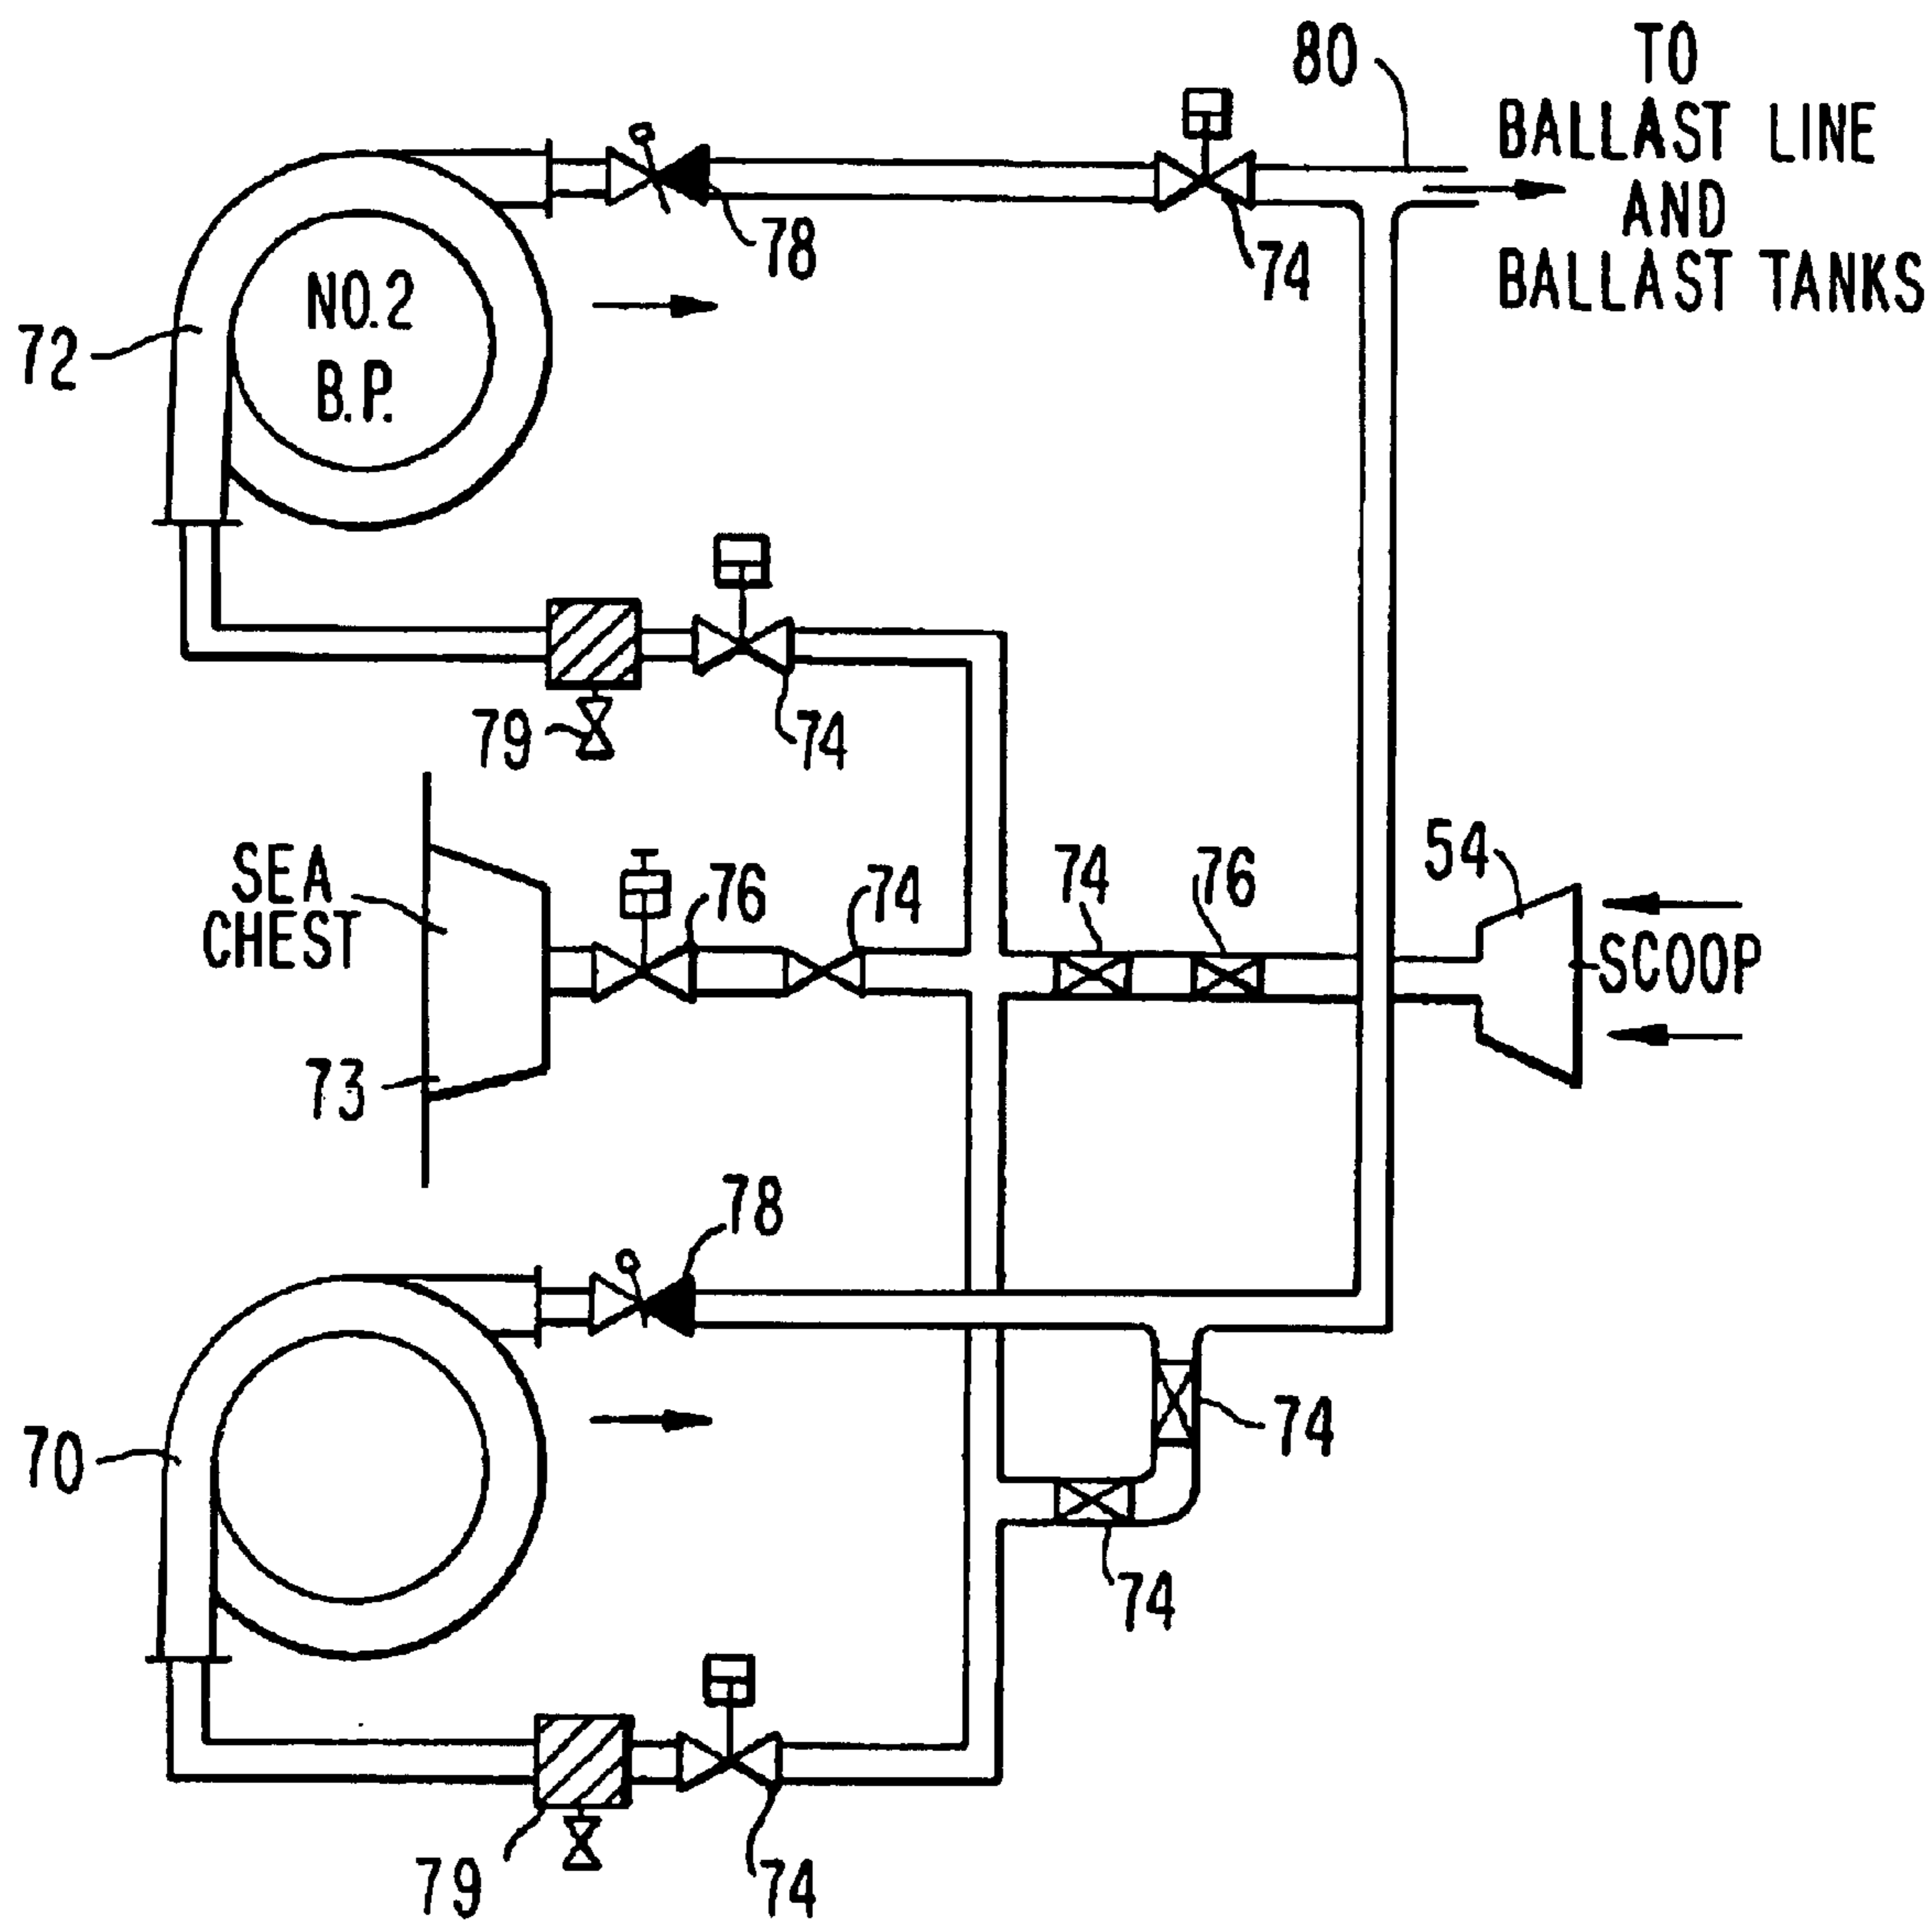 80
TO
BALLAST LINE
AND
BALLAST TANKS
78
74
NO.2
B.P.
72
79
74
SEA
CHEST
76
74
74
76
54
SCOOP
73
78
70
74
74
79
74